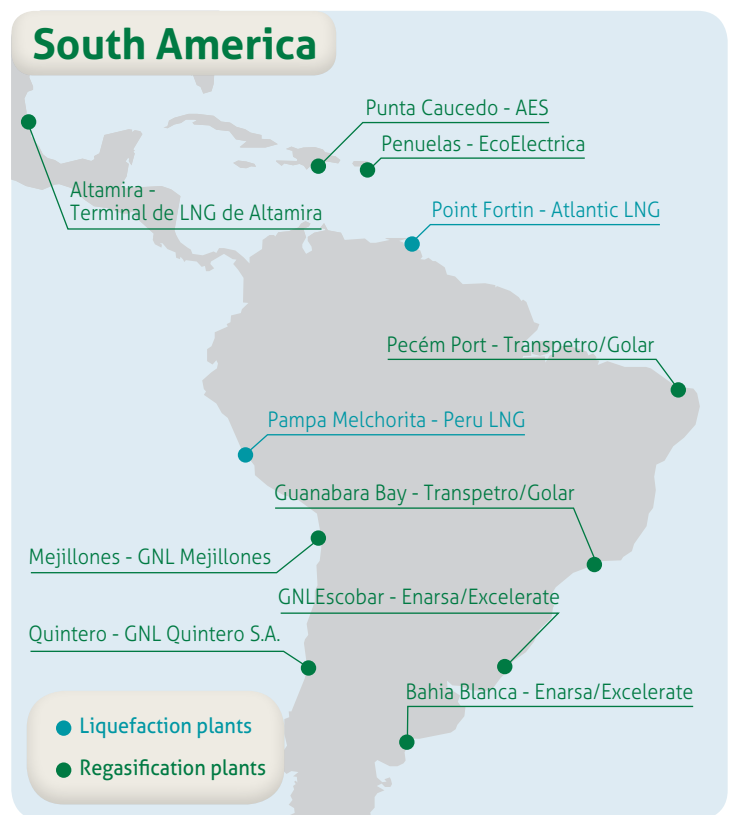 South America
Punta Caucedo - AES
Penuelas - EcoElectrica
Altamira -
Terminal de LNG de Altamira
Point Fortin - Atlantic LNG
Pecém Port - Transpetro/Golar
Pampa Melchorita - Peru LNG
Guanabara Bay - Transpetro/Golar
Mejillones - GNL Mejillones
GNLEscobar - Enarsa/Excelerate
Quintero - GNL Quintero S.A.
Bahia Blanca - Enarsa/Excelerate
Liquefaction plants
Regasification plants